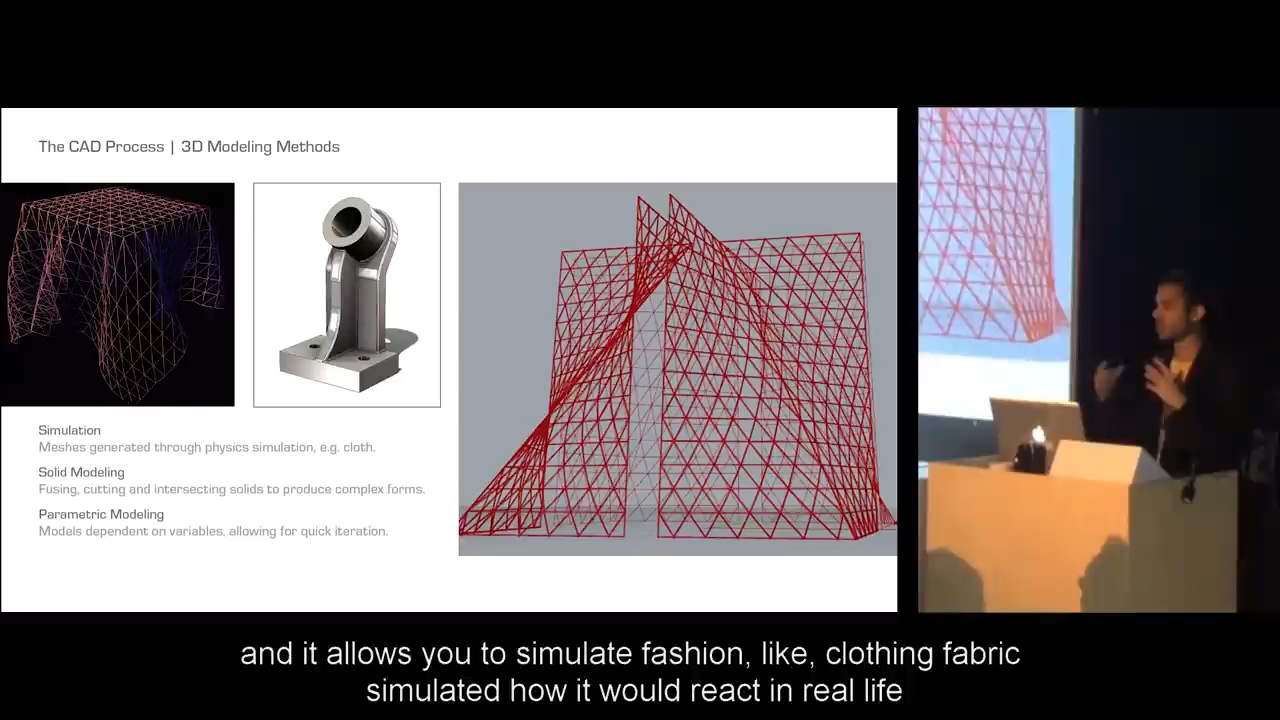 The CAD Process | 3D Modeling Methods
Simulation
Meshes generated through physics simulation, e.g. cloth.
Solid Modeling
Fusing, cutting and intersecting solids to produce complex forms.
Parametric Modeling
Models dependent on variables, allowing for quick iteration.
and it allows you to simulate fashion, like, clothing fabric
simulated how it would react in real life